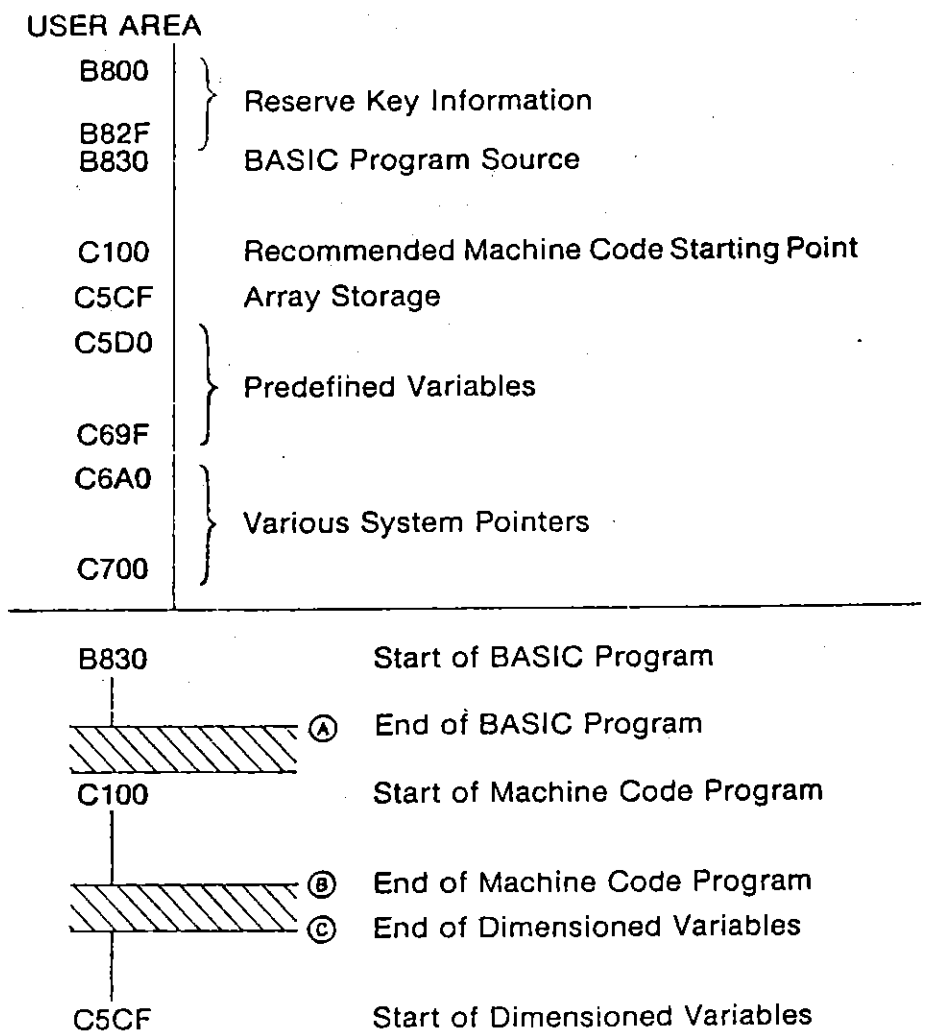 USER AREA
B800
Reserve Key Information
B82F
B830 BASIC Program Source
C100 Recommended Machine Code Starting Point
C5CF Array Storage
C5D0
Predefined Variables
C69F
C6A0
Various System Pointers
C700
B830 Start of BASIC Program
Ⓐ End of BASIC Program
C100 Start of Machine Code Program
Ⓑ End of Machine Code Program
Ⓒ End of Dimensioned Variables
C5CF Start of Dimensioned Variables